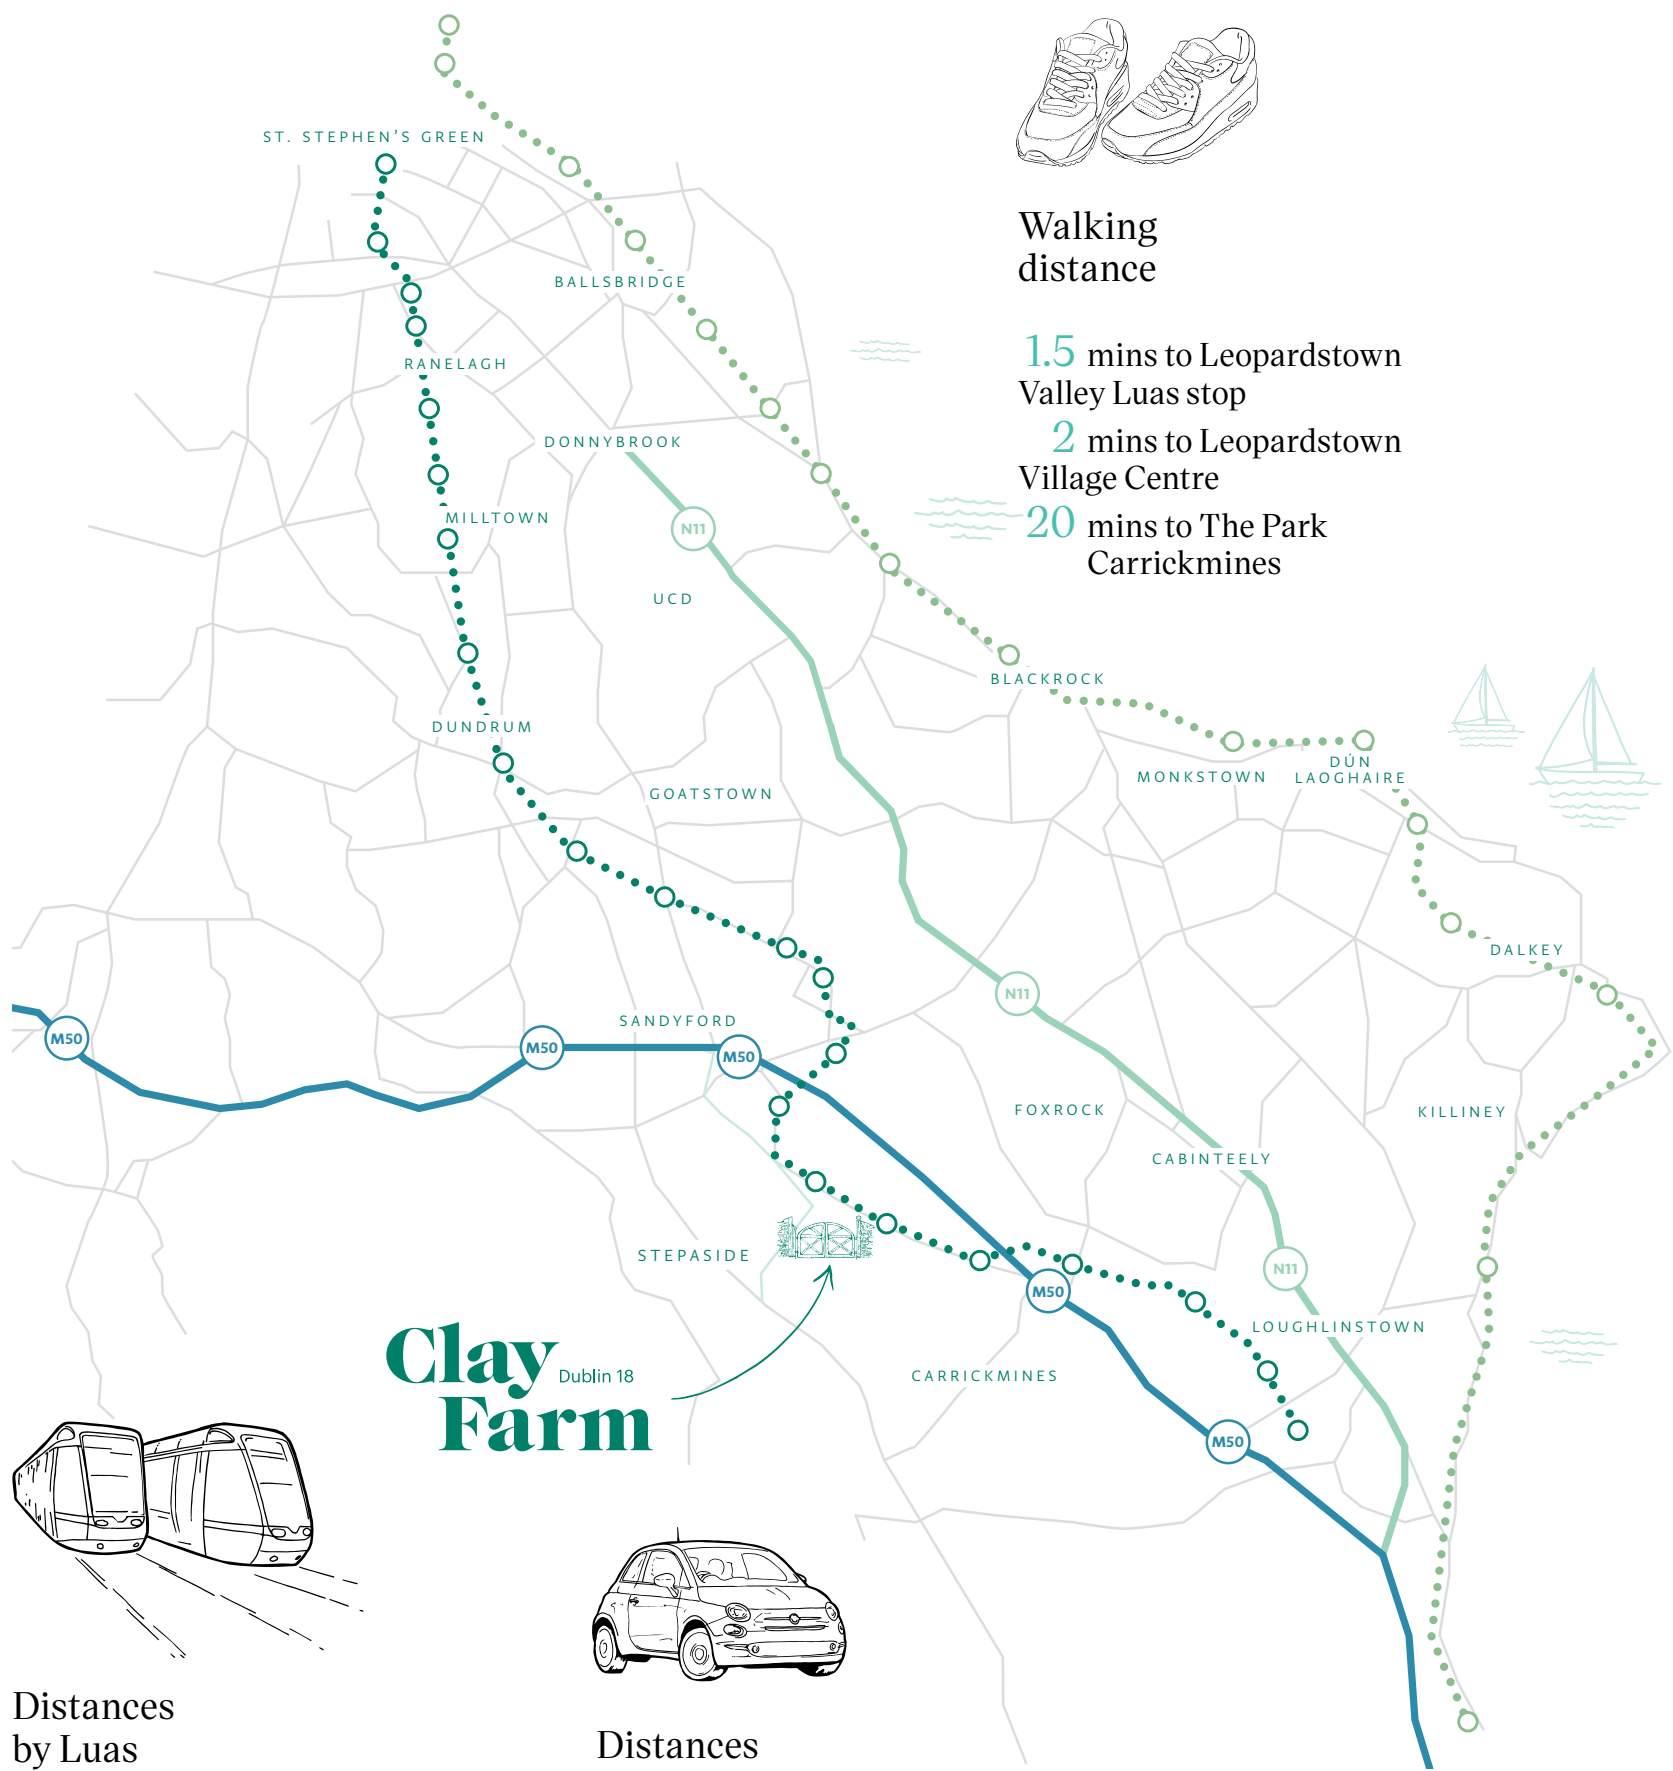 ST. STEPHEN'S GREEN
Walking
distance
BALLSBRIDGE
1.5 mins to Leopardstown
Valley Luas stop
RANELAGH
2 mins to Leopardstown
Village Centre
DONNYBROOK
20 mins to The Park
Carrickmines
MILLTOWN
N11
UCD
BLACKROCK
DUNDRUM
MONKSTOWN
DÚN
LAOGHAIRE
GOATSTOWN
DALKEY
N11
SANDYFORD
M50
M50
M50
FOXROCK
KILLINEY
CABINTEELY
STEPASIDE
N11
M50
LOUGHLINSTOWN
CARRICKMINES
Clay
Dublin 18
Farm
M50
Distances
by Luas
Distances